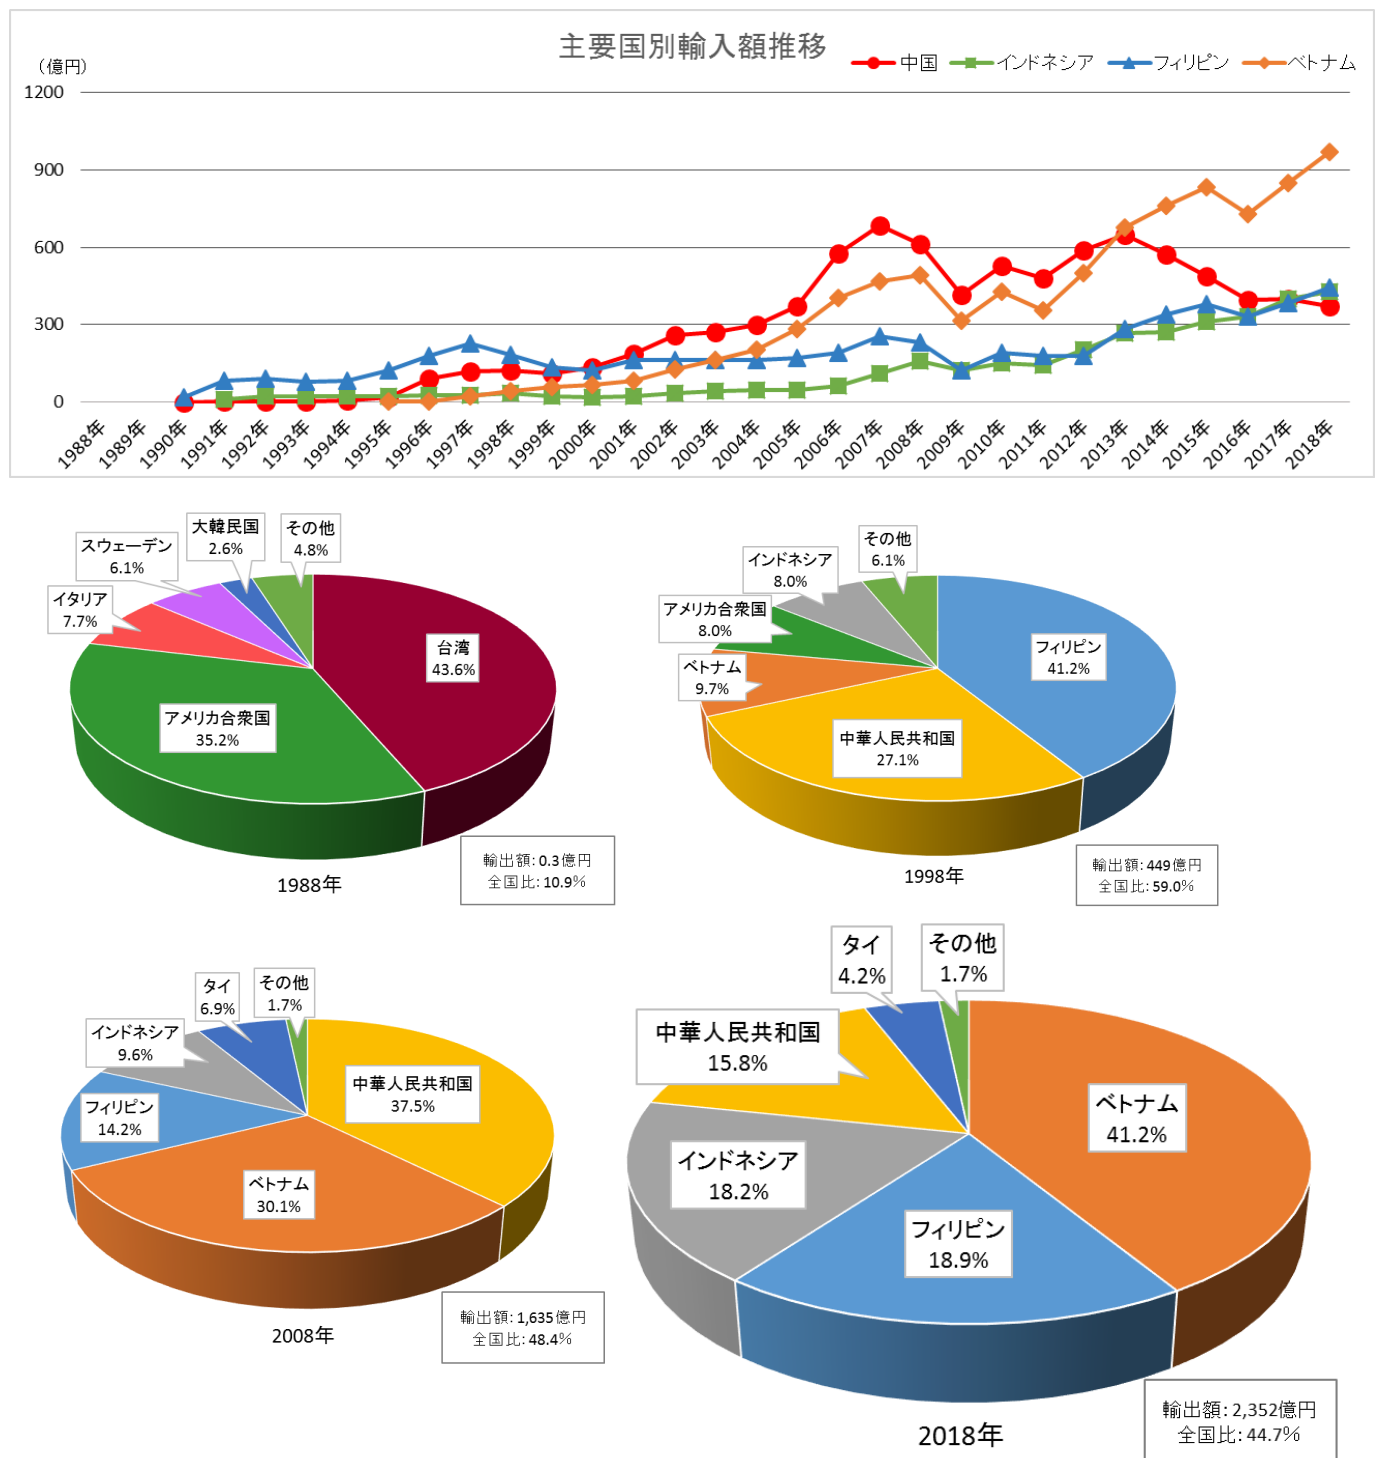 主要国別輸入額推移
(億円)
中国
インドネシア
フィリピン
ベトナム
1200
900
600
300
0
1988年
1989年
1990年
1991年
1992年
1993年
1994年
1995年
1996年
1997年
1998年
1999年
2000年
2001年
2002年
2003年
2004年
2005年
2006年
2007年
2008年
2009年
2010年
2011年
2012年
2013年
2014年
2015年
2016年
2017年
2018年
スウェーデン
6.1%
大韓民国
2.6%
その他
4.8%
イタリア
7.7%
台湾
43.6%
アメリカ合衆国
35.2%
輸出額:0.3億円
全国比:10.9%
1988年
その他
6.1%
インドネシア
8.0%
アメリカ合衆国
8.0%
ベトナム
9.7%
フィリピン
41.2%
中華人民共和国
27.1%
輸出額:449億円
全国比:59.0%
1998年
タイ
6.9%
その他
1.7%
インドネシア
9.6%
フィリピン
14.2%
中華人民共和国
37.5%
ベトナム
30.1%
輸出額:1,635億円
全国比:48.4%
2008年
タイ
4.2%
その他
1.7%
中華人民共和国
15.8%
ベトナム
41.2%
インドネシア
18.2%
フィリピン
18.9%
輸出額:2,352億円
全国比:44.7%
2018年